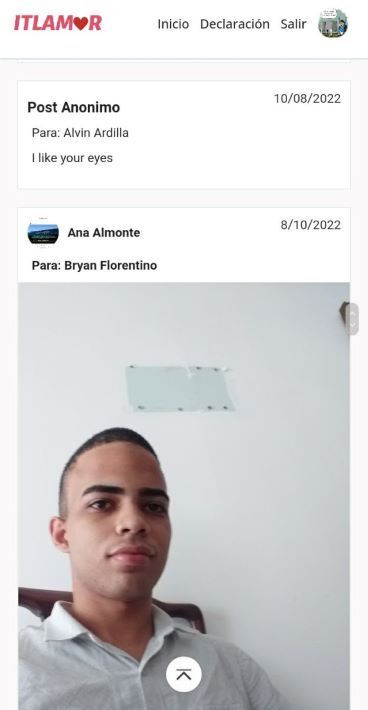 ITLAMOR
Inicio Declaración Salir
Post Anonimo
10/08/2022
Para: Alvin Ardilla
I like your eyes
Ana Almonte
8/10/2022
Para: Bryan Florentino